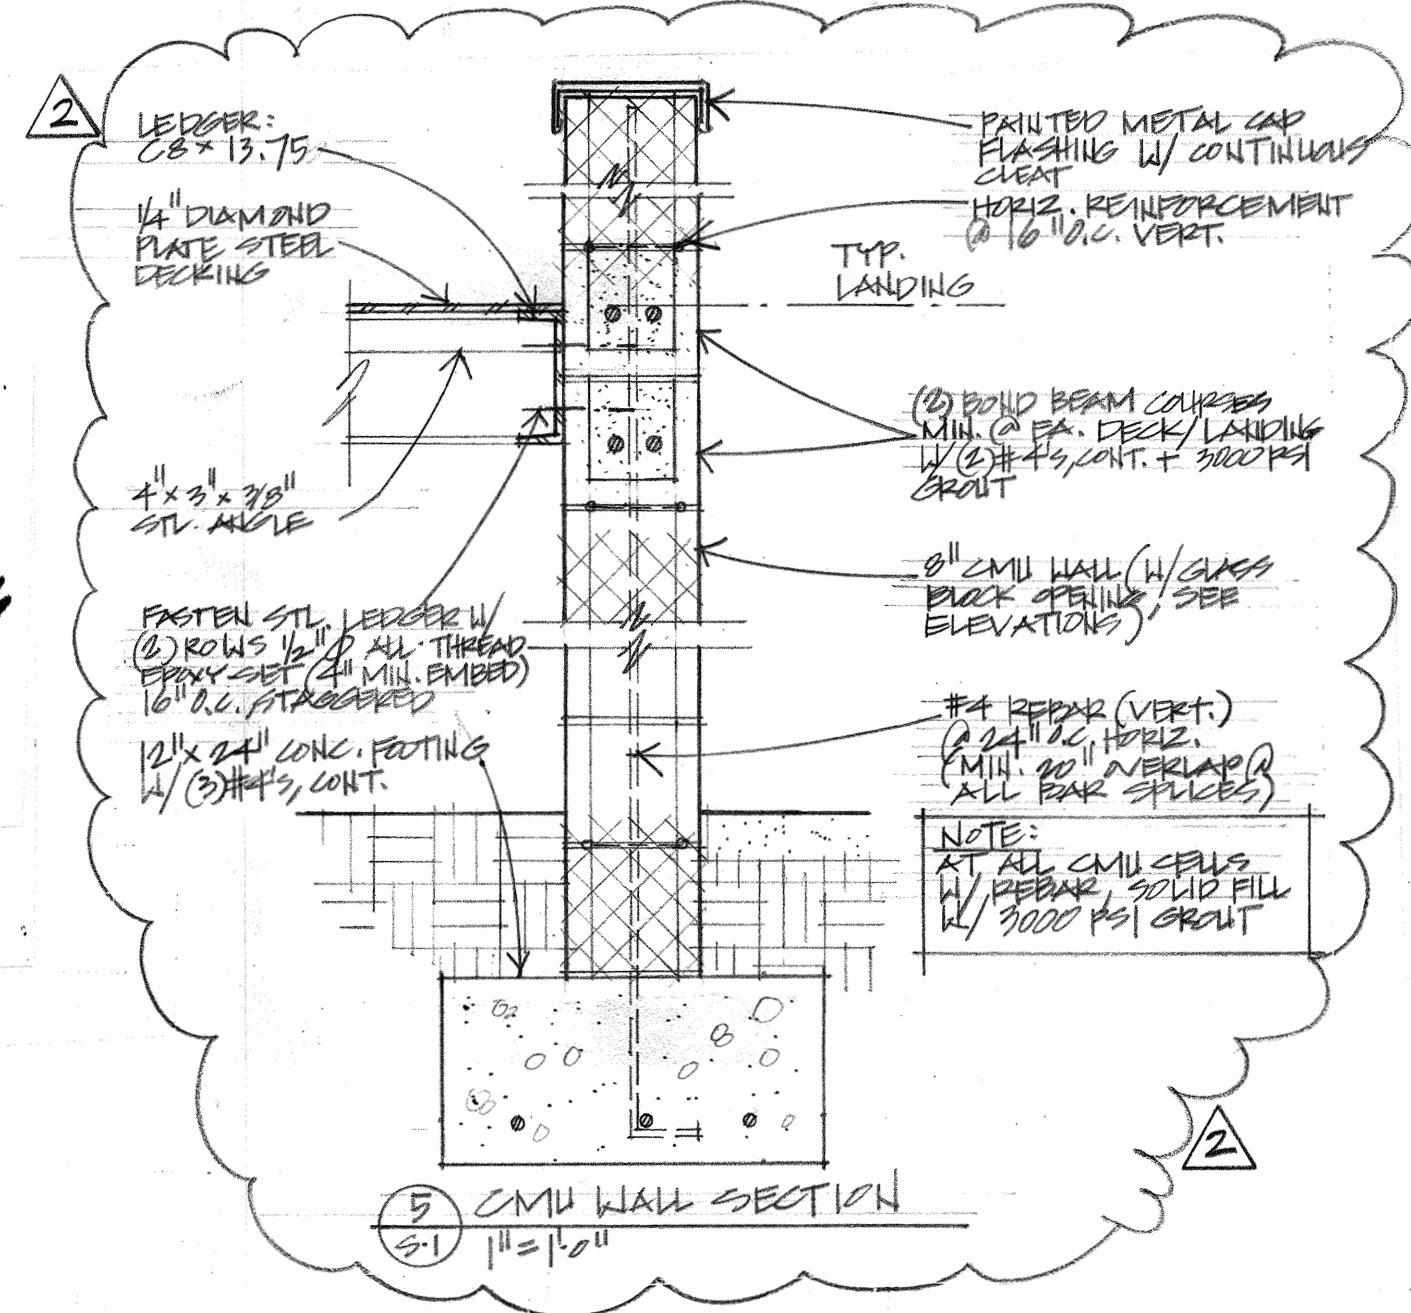 2
LEDGER:
C8 × 13.75
1/4" DIAMOND
PLATE STEEL
DECKING
4" x 3" x 3/8"
STL. ANGLE
FASTEN STL. LEDGER W/
(2) ROWS 1/2" Ø ALL-THREAD
EPOXY SET (4" MIN. EMBED)
16" O.C. STAGGERED
12" x 24" CONC. FOOTING
W/ (3) #4'S, CONT.
PAINTED METAL CAP
FLASHING W/ CONTINUOUS
CLEAT
HORIZ. REINFORCEMENT
@ 16" O.C. VERT.
TYP.
LANDING
(2) BOND BEAM COURSES
MIN. @ EA. DECK/LANDING
W/ (2) #4'S, CONT. + 3000 PSI
GROUT
8" CMU WALL (W/ GLASS
BLOCK OPENING, SEE
ELEVATIONS)
#4 REBAR (VERT.)
@ 24" O.C. HORIZ.
(MIN. 20" OVERLAP @
ALL BAR SPLICES)
NOTE:
AT ALL CMU CELLS
W/ REBAR, SOLID FILL
W/ 3000 PSI GROUT
2
5
S-1
CMU WALL SECTION
1" = 1'-0"